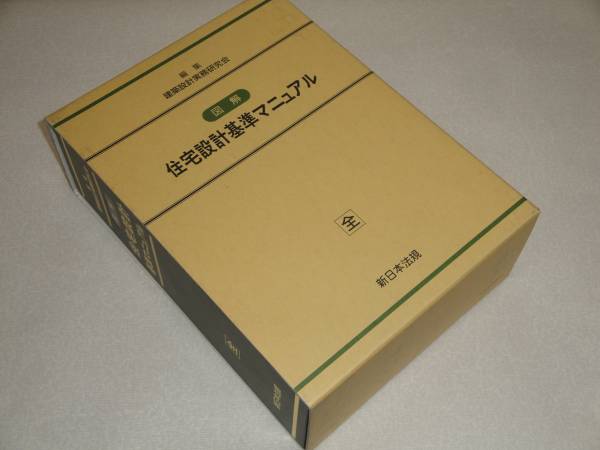 編集
建築設計実務研究会
図解
住宅設計基準マニュアル
全
新日本法規